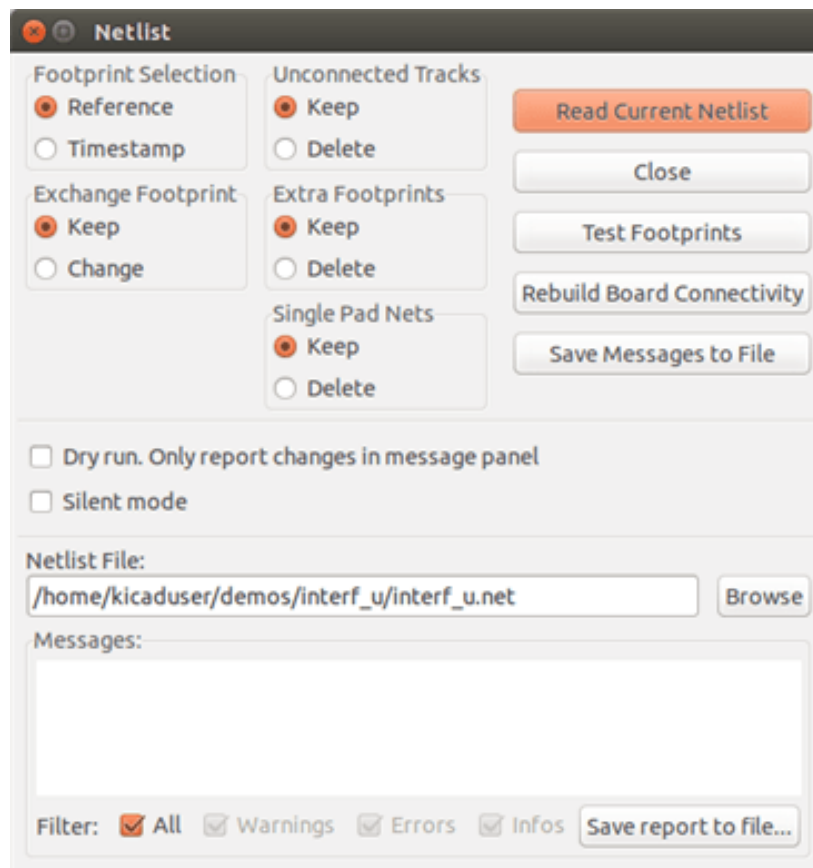 Netlist
Footprint Selection
Reference
Timestamp
Exchange Footprint
Keep
Change
Unconnected Tracks
Keep
Delete
Extra Footprints
Keep
Delete
Single Pad Nets
Keep
Delete
Read Current Netlist
Close
Test Footprints
Rebuild Board Connectivity
Save Messages to File
Dry run. Only report changes in message panel
Silent mode
Netlist File:
/home/kicaduser/demos/interf_u/interf_u.net
Browse
Messages:
Filter: All Warnings Errors Infos Save report to file...